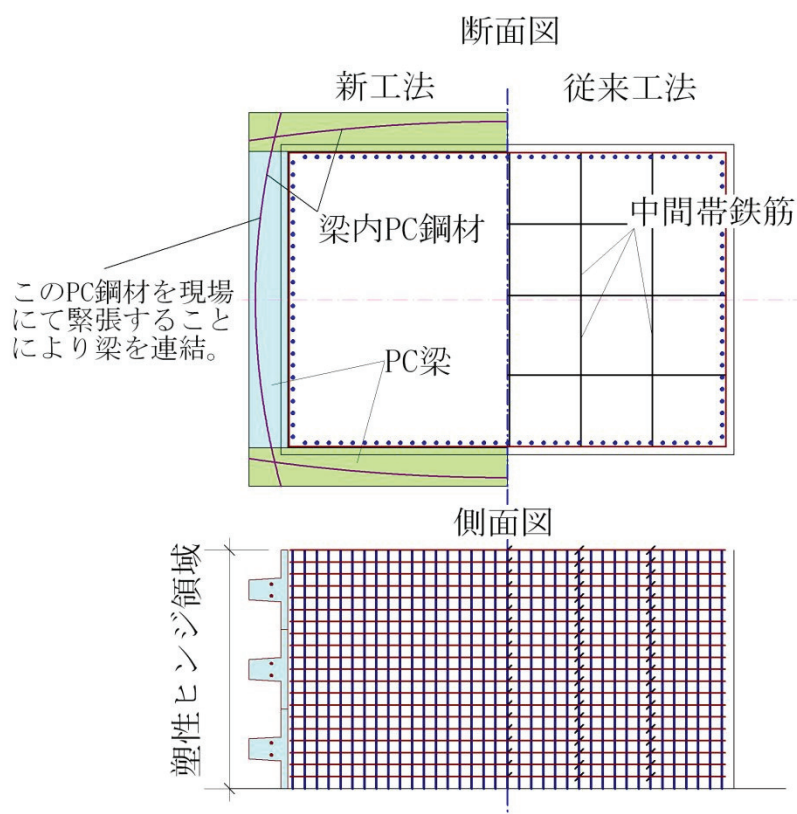 断面図
新工法
従来工法
梁内PC鋼材
中間帯鉄筋
このPC鋼材を現場
にて緊張すること
により梁を連結。
PC梁
側面図
塑性ヒンジ領域